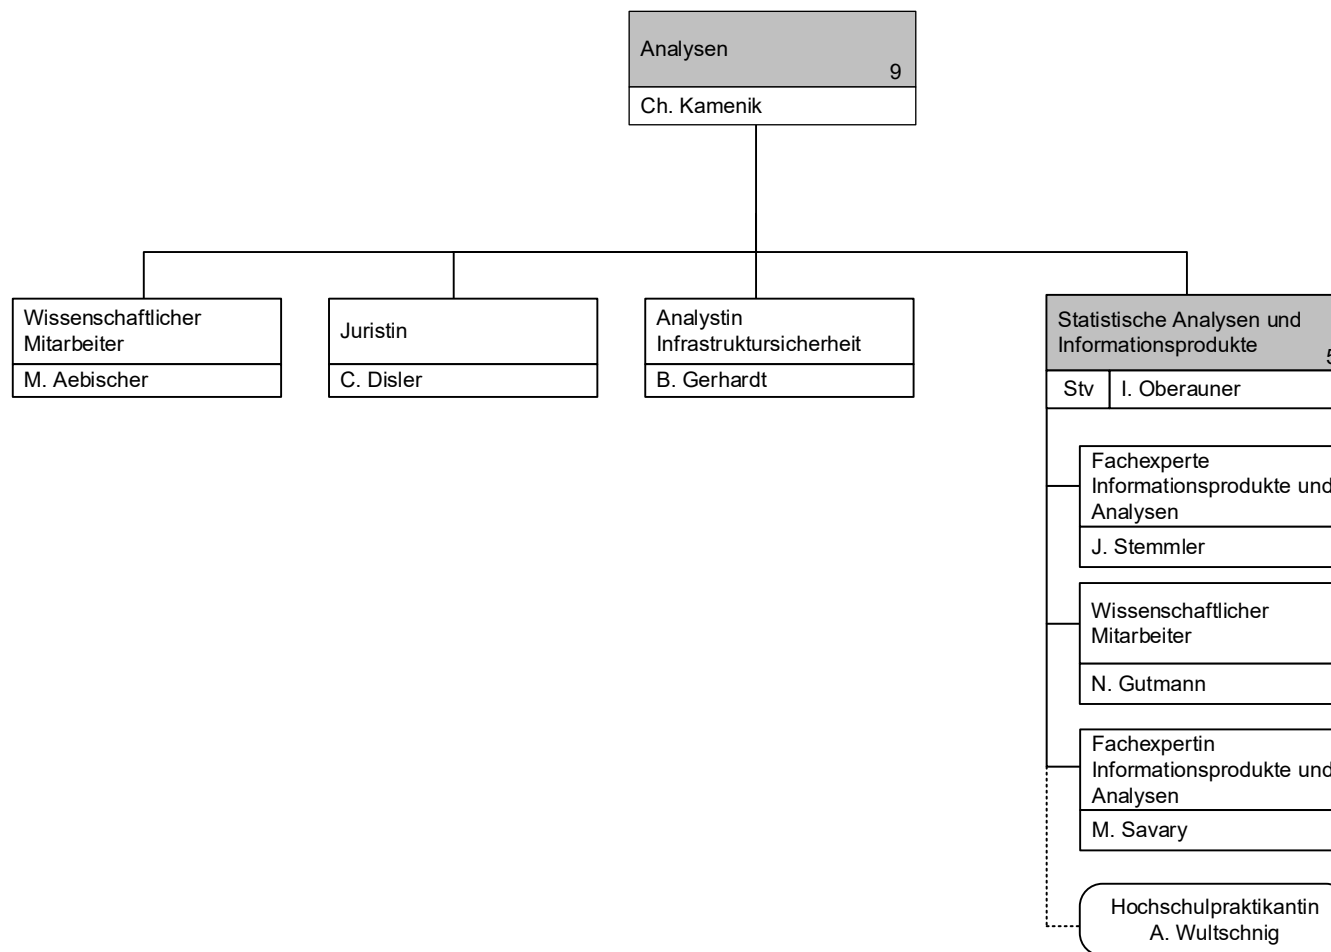 Analysen
9
Ch. Kamenik
Wissenschaftlicher
Mitarbeiter
M. Aebischer
Juristin
C. Disler
Analystin
Infrastruktursicherheit
B. Gerhardt
Statistische Analysen und
Informationsprodukte
5
Stv
I. Oberauner
Fachexperte
Informationsprodukte und
Analysen
J. Stemmler
Wissenschaftlicher
Mitarbeiter
N. Gutmann
Fachexpertin
Informationsprodukte und
Analysen
M. Savary
Hochschulpraktikantin
A. Wultschnig